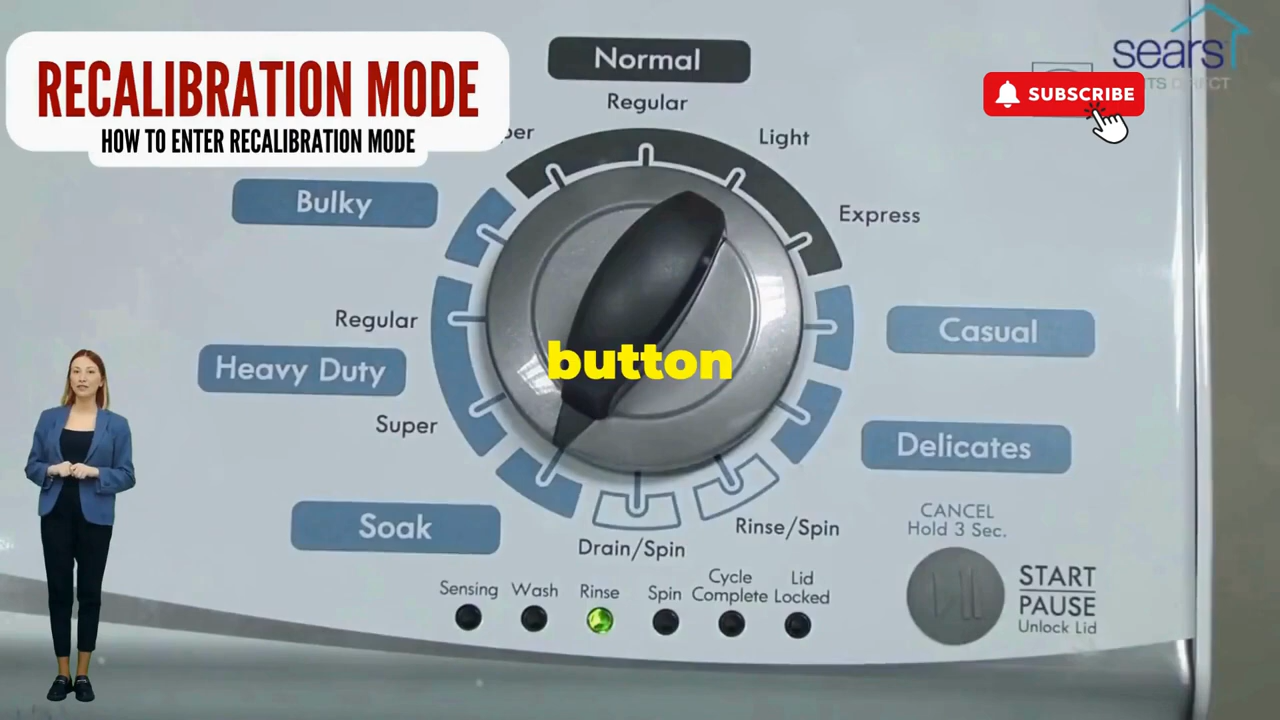 RECALIBRATION MODE
HOW TO ENTER RECALIBRATION MODE
sears
SUBSCRIBE
Normal
Regular
Light
Express
Bulky
Regular
Heavy Duty
Super
button
Casual
Delicates
Soak
Drain/Spin
Rinse/Spin
CANCEL
Hold 3 Sec.
Sensing
Wash
Rinse
Spin
Cycle
Complete
Lid
Locked
START
PAUSE
Unlock Lid